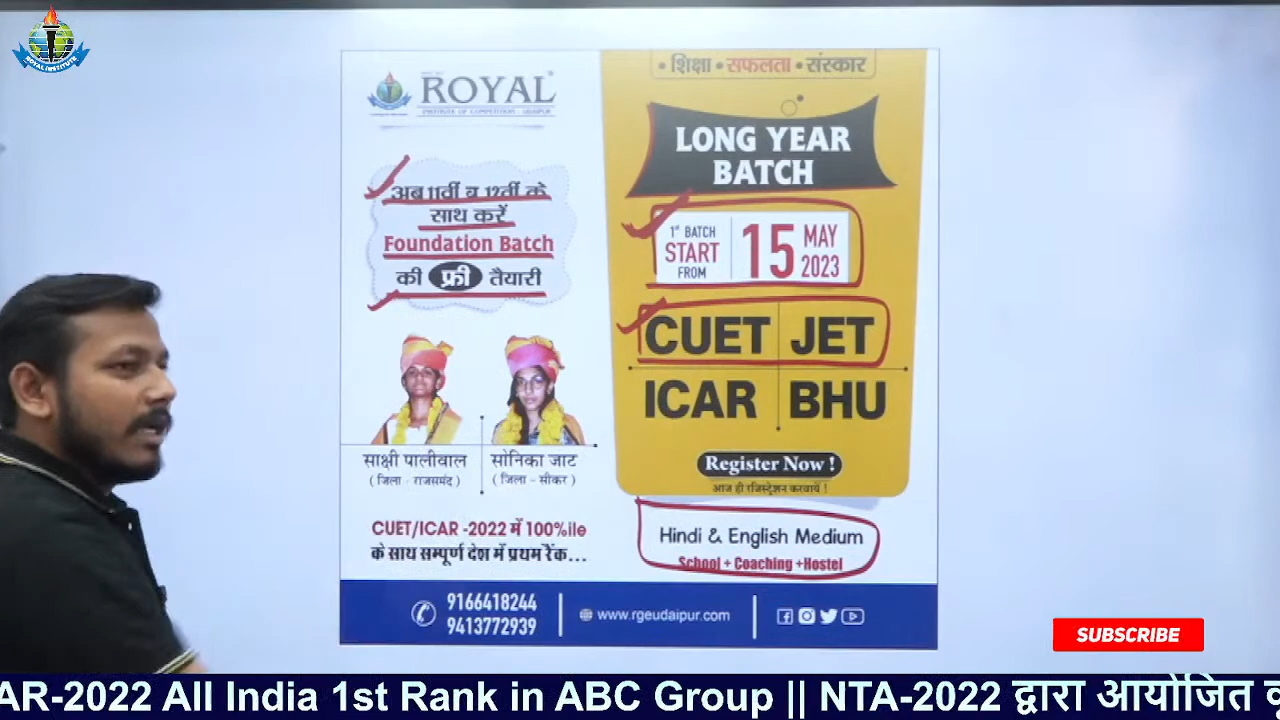 ROYAL INSTITUTE
ROYAL
INSTITUTE OF COMPETITION - UDAIPUR
अब 11वीं व 12वीं के
साथ करें
Foundation Batch
की फ्री तैयारी
साक्षी पालीवाल
( जिला - राजसमंद )
सोनिका जाट
( जिला - सीकर )
CUET/ICAR -2022 में 100%ile
के साथ सम्पूर्ण देश में प्रथम रैंक...
• शिक्षा • सफलता • संस्कार
LONG YEAR
BATCH
1st BATCH
START
FROM
15 MAY
2023
CUET JET
ICAR BHU
Register Now !
आज ही रजिस्ट्रेशन करवायें !
Hindi & English Medium
School + Coaching +Hostel
9166418244
9413772939
www.rgeudaipur.com
SUBSCRIBE
AR-2022 All India 1st Rank in ABC Group || NTA-2022 द्वारा आयोजित